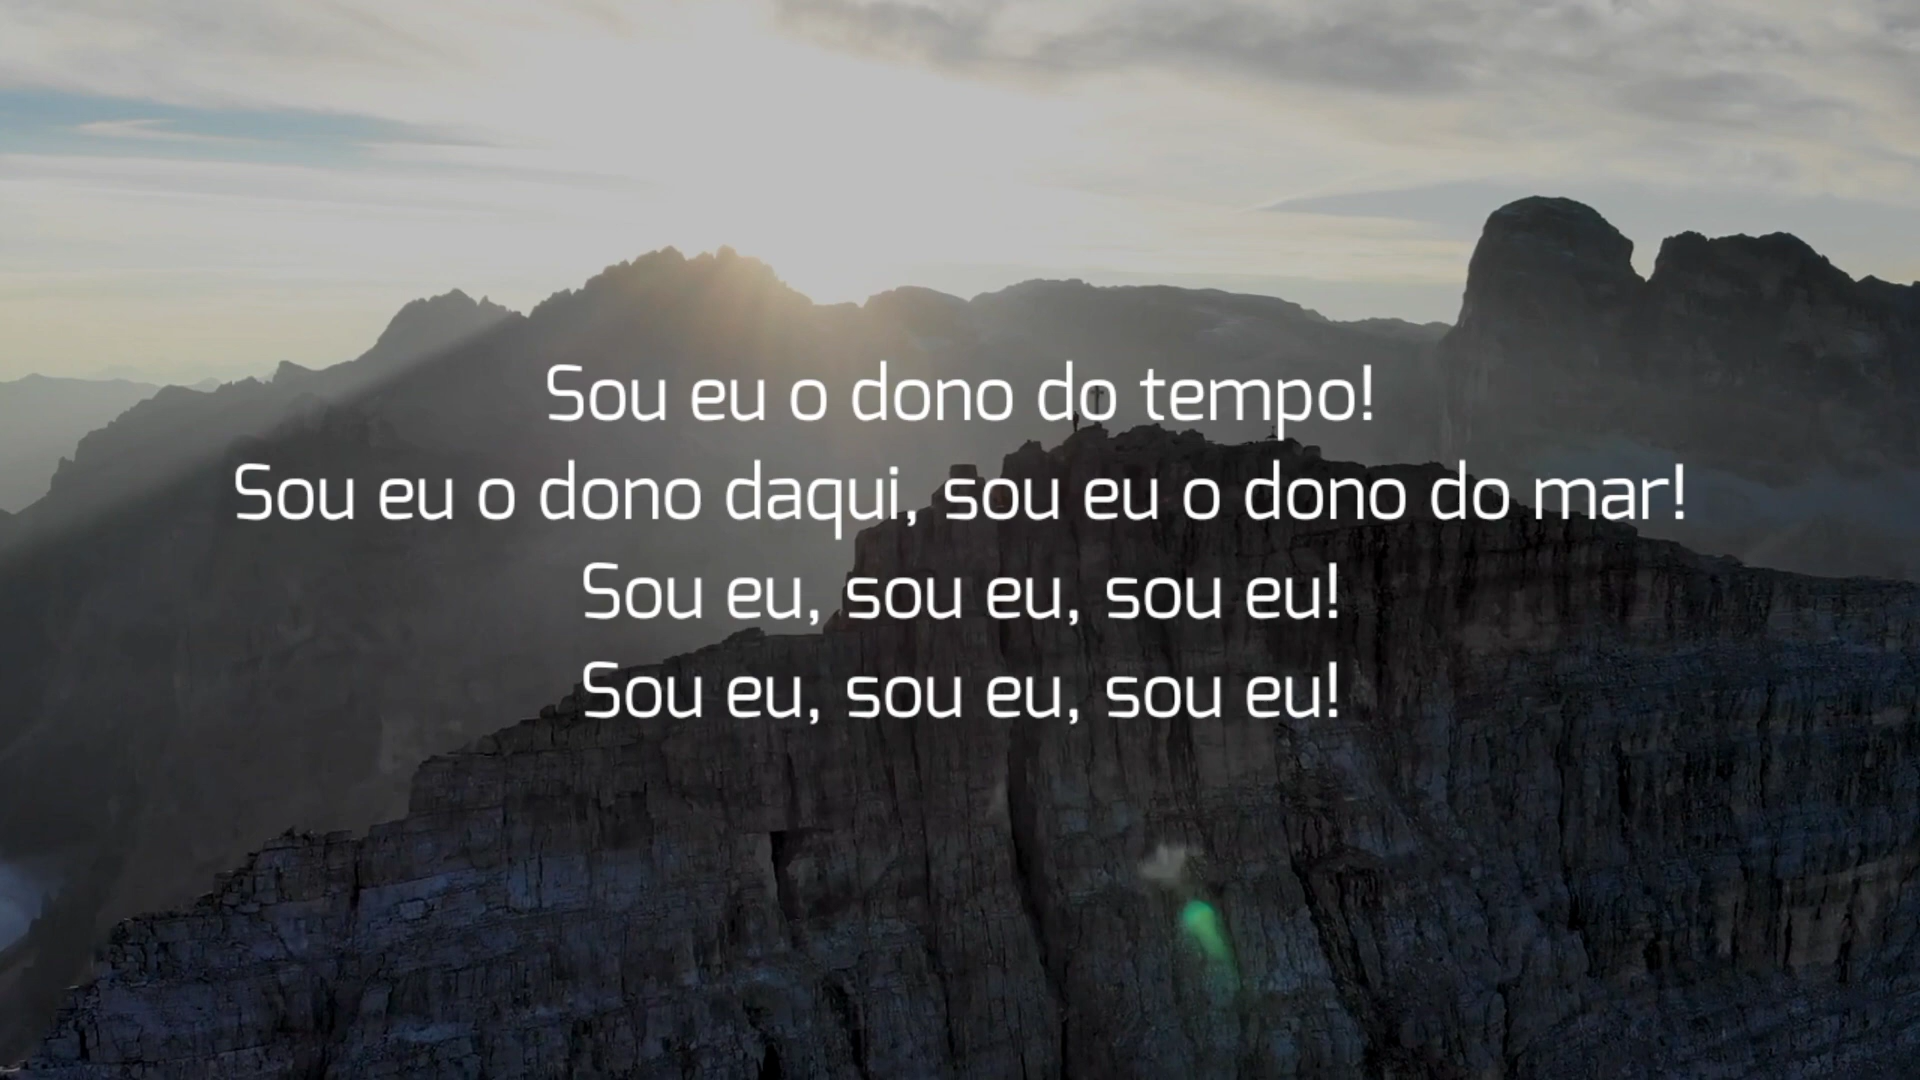 Sou eu o dono do tempo!
Sou eu o dono daqui, sou eu o dono do mar!
Sou eu, sou eu, sou eu!
Sou eu, sou eu, sou eu!